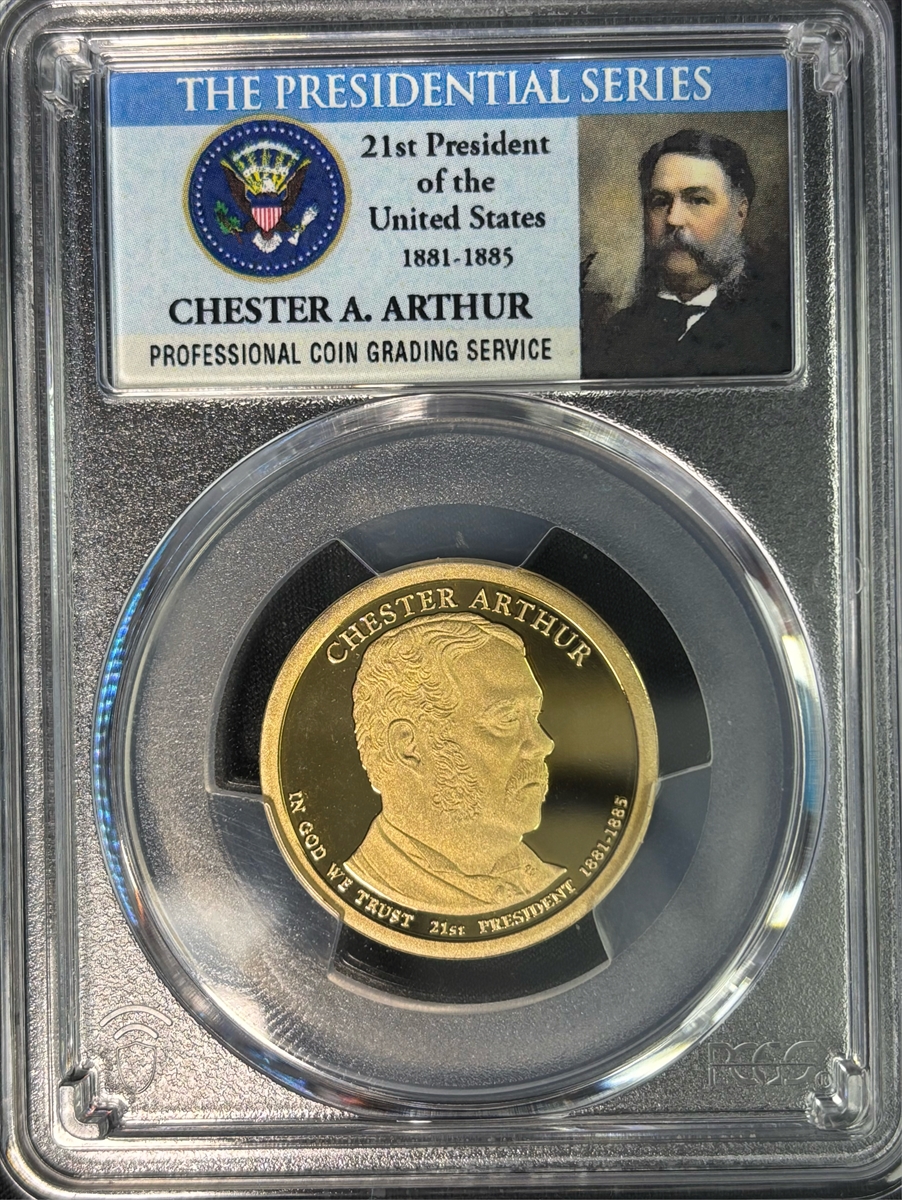 THE PRESIDENTIAL SERIES
21st President
of the
United States
1881-1885
CHESTER A. ARTHUR
PROFESSIONAL COIN GRADING SERVICE
CHESTER ARTHUR
IN GOD WE TRUST 21st PRESIDENT 1881-1885
PCGS